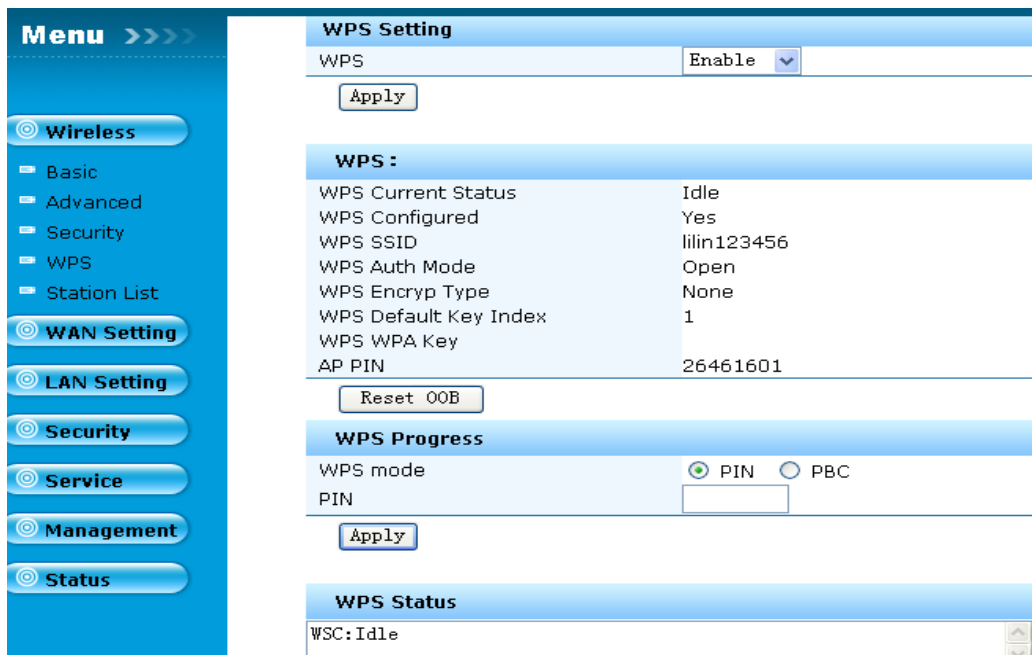 Menu >>>>
Wireless
Basic
Advanced
Security
WPS
Station List
WAN Setting
LAN Setting
Security
Service
Management
Status
WPS Setting
WPS Enable
Apply
WPS:
WPS Current Status Idle
WPS Configured Yes
WPS SSID lilin123456
WPS Auth Mode Open
WPS Encryp Type None
WPS Default Key Index 1
WPS WPA Key
AP PIN 26461601
Reset OOB
WPS Progress
WPS mode PIN PBC
PIN
Apply
WPS Status
WSC:Idle